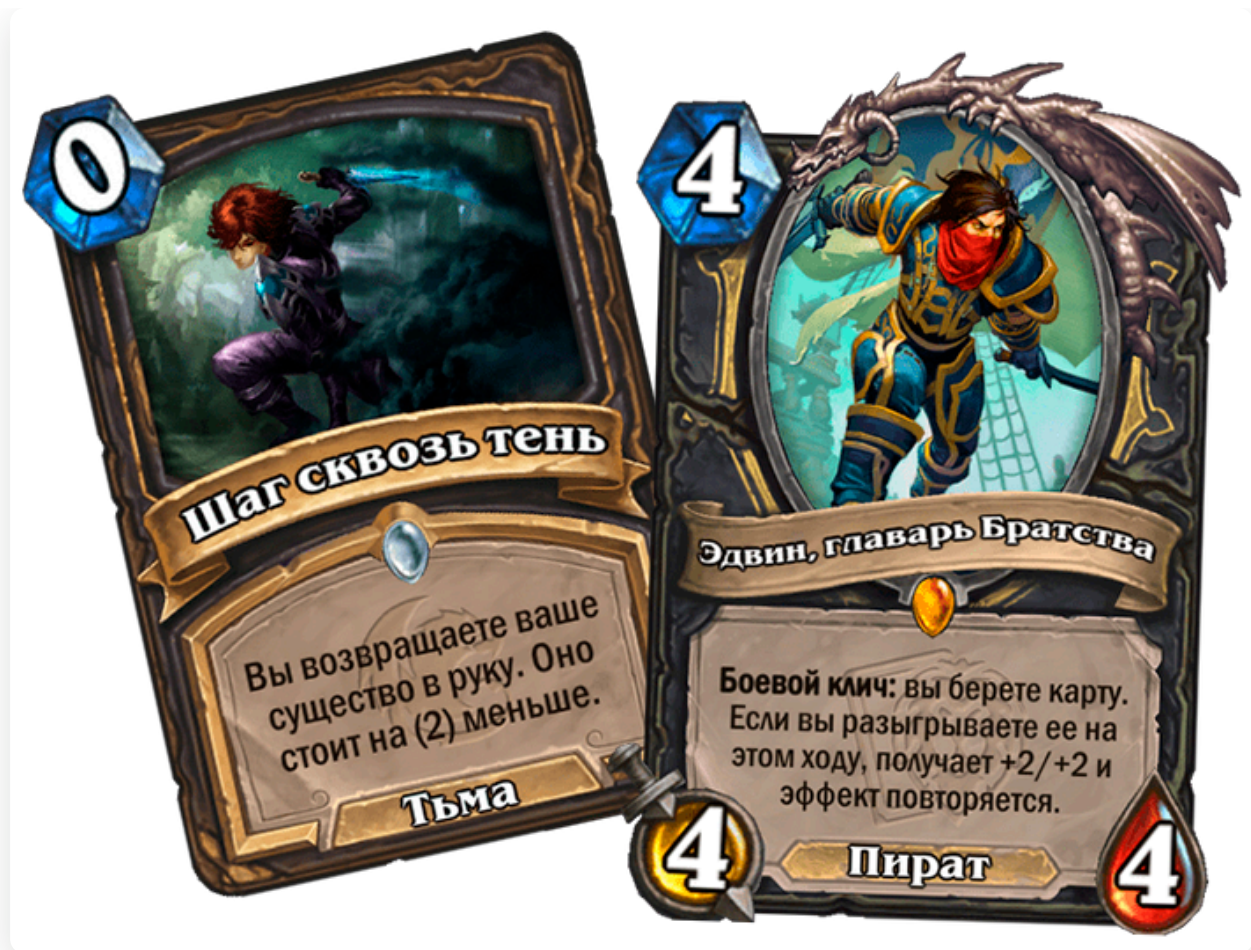 0
Шаг сквозь тень
Вы возвращаете ваше
существо в руку. Оно
стоит на (2) меньше.
Тьма
4
Эдвин, главарь Братства
Боевой клич: вы берете карту.
Если вы разыгрываете ее на
этом ходу, получает +2/+2 и
эффект повторяется.
4
Пират
4